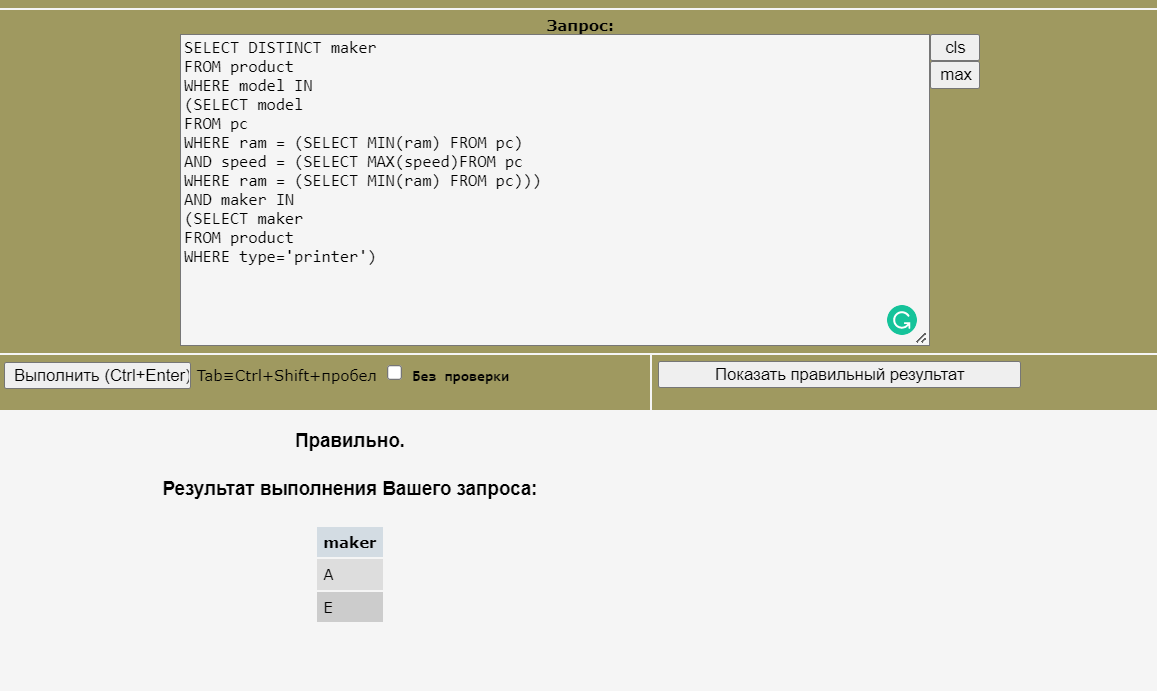 Запрос:
SELECT DISTINCT maker
FROM product
WHERE model IN
(SELECT model
FROM pc
WHERE ram = (SELECT MIN(ram) FROM pc)
AND speed = (SELECT MAX(speed)FROM pc
WHERE ram = (SELECT MIN(ram) FROM pc)))
AND maker IN
(SELECT maker
FROM product
WHERE type='printer')
cls
max
Выполнить (Ctrl+Enter) Tab≡Ctrl+Shift+пробел Без проверки
Показать правильный результат
Правильно.
Результат выполнения Вашего запроса:
maker
A
E